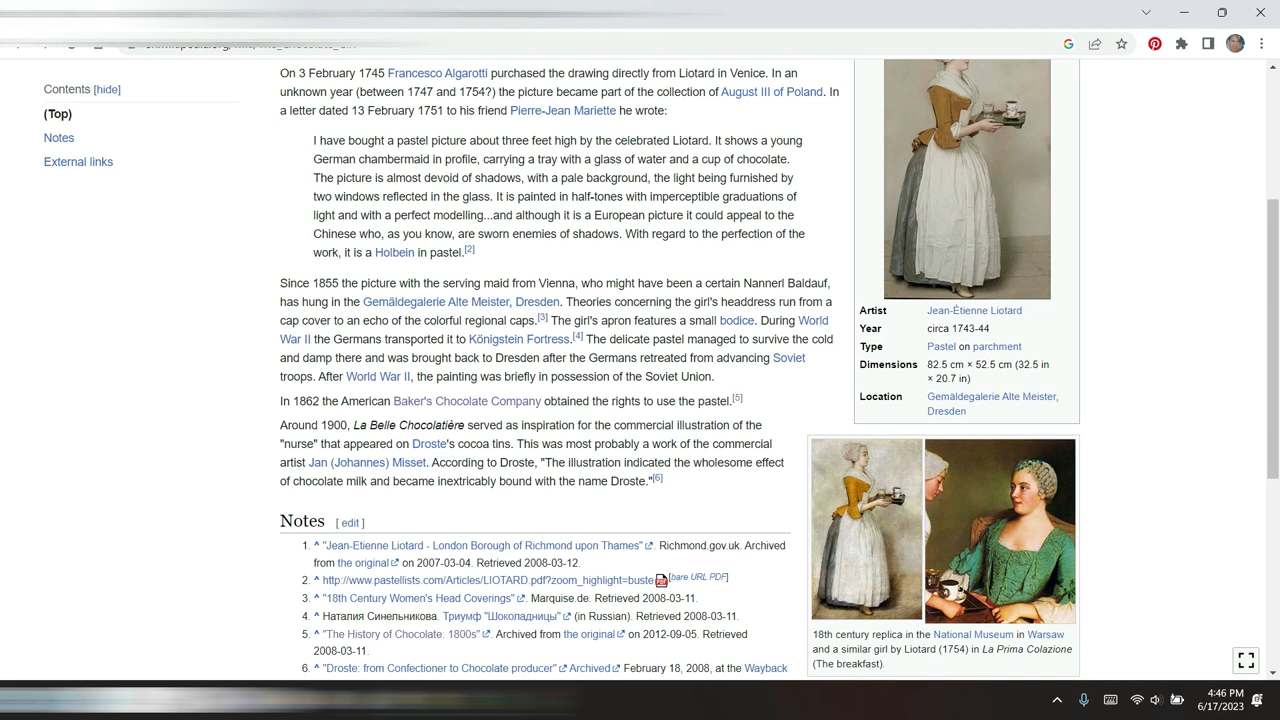 Contents [hide]
(Top)
Notes
External links
On 3 February 1745 Francesco Algarotti purchased the drawing directly from Liotard in Venice. In an
unknown year (between 1747 and 1754?) the picture became part of the collection of August III of Poland. In
a letter dated 13 February 1751 to his friend Pierre-Jean Mariette he wrote:
I have bought a pastel picture about three feet high by the celebrated Liotard. It shows a young
German chambermaid in profile, carrying a tray with a glass of water and a cup of chocolate.
The picture is almost devoid of shadows, with a pale background, the light being furnished by
two windows reflected in the glass. It is painted in half-tones with imperceptible graduations of
light and with a perfect modelling...and although it is a European picture it could appeal to the
Chinese who, as you know, are sworn enemies of shadows. With regard to the perfection of the
work, it is a Holbein in pastel.[2]
Since 1855 the picture with the serving maid from Vienna, who might have been a certain Nannerl Baldauf,
has hung in the Gemäldegalerie Alte Meister, Dresden. Theories concerning the girl's headdress run from a
cap cover to an echo of the colorful regional caps.[3] The girl's apron features a small bodice. During World
War II the Germans transported it to Königstein Fortress.[4] The delicate pastel managed to survive the cold
and damp there and was brought back to Dresden after the Germans retreated from advancing Soviet
troops. After World War II, the painting was briefly in possession of the Soviet Union.
In 1862 the American Baker's Chocolate Company obtained the rights to use the pastel.[5]
Around 1900, La Belle Chocolatière served as inspiration for the commercial illustration of the
"nurse" that appeared on Droste's cocoa tins. This was most probably a work of the commercial
artist Jan (Johannes) Misset. According to Droste, "The illustration indicated the wholesome effect
of chocolate milk and became inextricably bound with the name Droste."[6]
Notes [ edit ]
1. ^ "Jean-Etienne Liotard - London Borough of Richmond upon Thames". Richmond.gov.uk. Archived
from the original on 2007-03-04. Retrieved 2008-03-12.
2. ^ http://www.pastellists.com/Articles/LIOTARD.pdf?zoom_highlight=buste [bare URL PDF]
3. ^ "18th Century Women's Head Coverings". Marquise.de. Retrieved 2008-03-11.
4. ^ Наталия Синельникова. Триумф "Шоколадницы" (in Russian). Retrieved 2008-03-11.
5. ^ "The History of Chocolate: 1800s". Archived from the original on 2012-09-05. Retrieved
2008-03-11.
6. ^ "Droste: from Confectioner to Chocolate producer" Archived February 18, 2008, at the Wayback
Artist Jean-Étienne Liotard
Year circa 1743-44
Type Pastel on parchment
Dimensions 82.5 cm × 52.5 cm (32.5 in
× 20.7 in)
Location Gemäldegalerie Alte Meister,
Dresden
18th century replica in the National Museum in Warsaw
and a similar girl by Liotard (1754) in La Prima Colazione
(The breakfast).
4:46 PM
6/17/2023